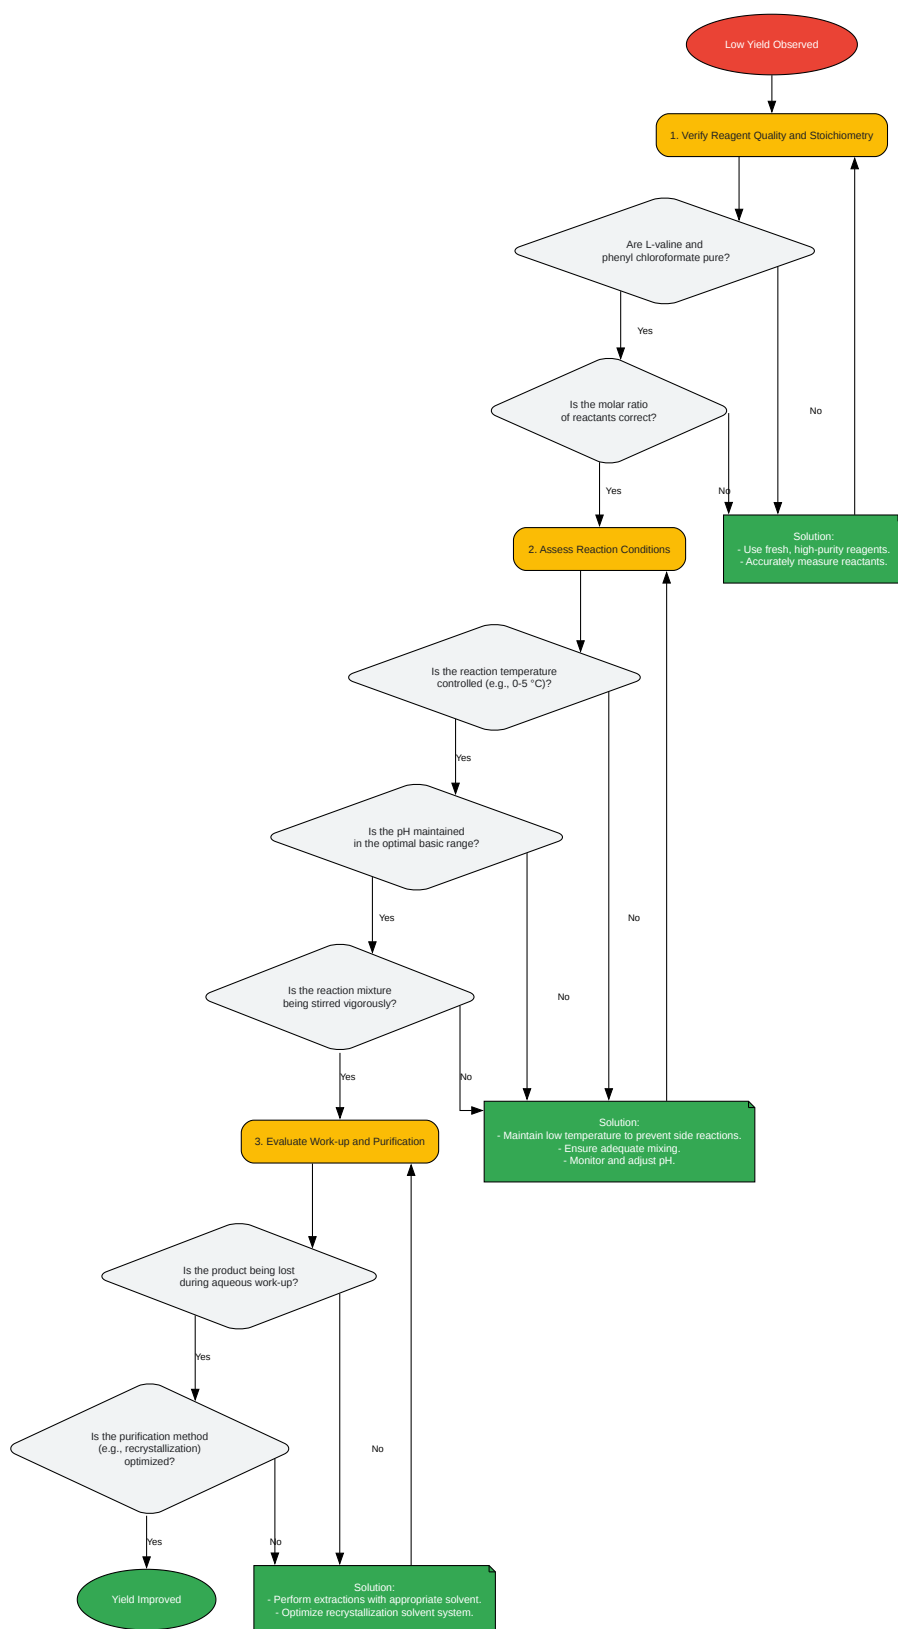 Low Yield Observed
1. Verify Reagent Quality and Stoichiometry
Are L-valine and
phenyl chloroformate pure?
Yes
Is the molar ratio
of reactants correct?
No
Yes
No
Solution:
- Use fresh, high-purity reagents.
- Accurately measure reactants.
2. Assess Reaction Conditions
Is the reaction temperature
controlled (e.g., 0-5 °C)?
Yes
Is the pH maintained
in the optimal basic range?
Yes
No
Is the reaction mixture
being stirred vigorously?
No
Yes
No
Solution:
- Maintain low temperature to prevent side reactions.
- Ensure adequate mixing.
- Monitor and adjust pH.
3. Evaluate Work-up and Purification
Is the product being lost
during aqueous work-up?
Yes
Is the purification method
(e.g., recrystallization)
optimized?
No
Yes
No
Solution:
- Perform extractions with appropriate solvent.
- Optimize recrystallization solvent system.
Yield Improved